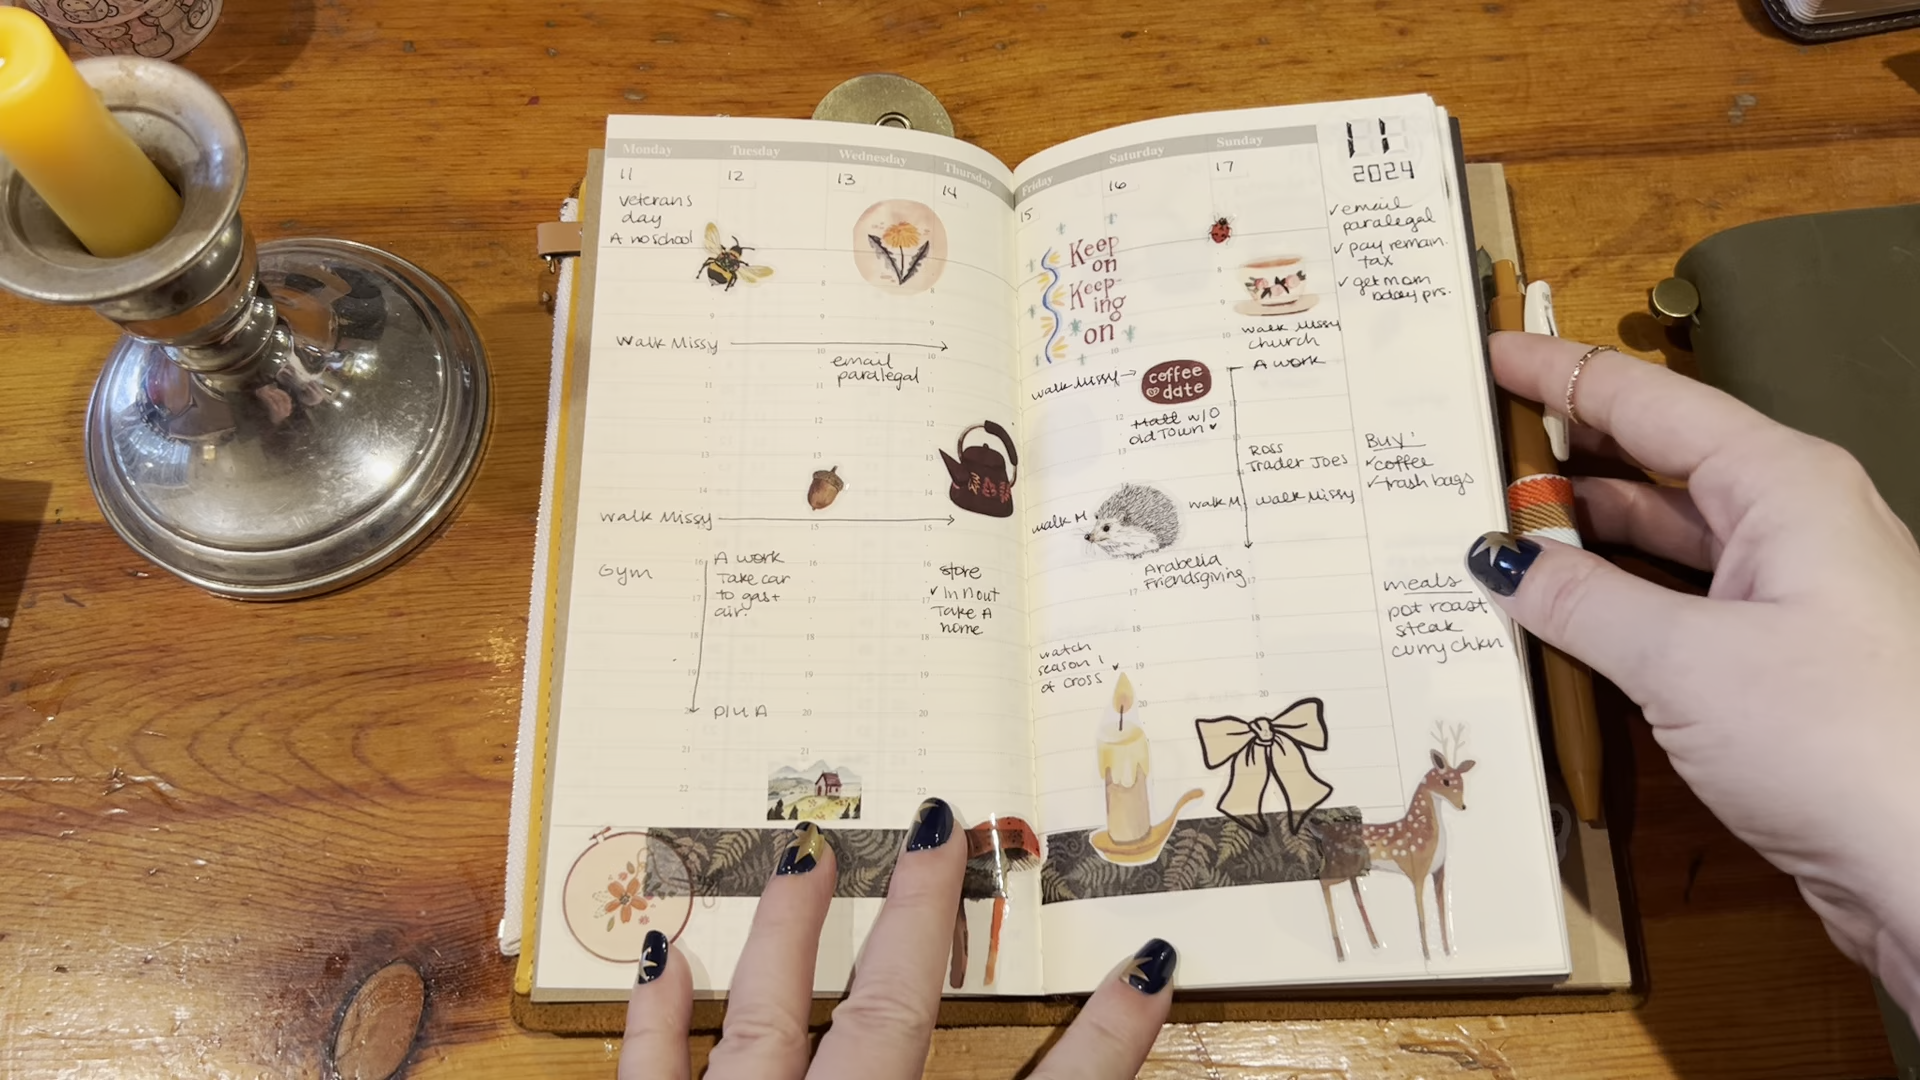 Monday
11
Veterans
day
A no school
Walk Missy
Walk Missy
Gym
Tuesday
12
A work
Take car
to gas +
air.
P/U A
Wednesday
13
email
paralegal
Thursday
14
store
✓ In n out
Take A
home
Friday
15
Keep
on
Keep-
ing
on
walk Missy →
walk M
watch
season 1
of cross
Saturday
16
coffee
date
w/ O
old Town
walk M
Arabella
Friendsgiving
Sunday
17
walk Missy
church
A work
Ross
Trader Joes
walk Missy
11
2024
✓ email
paralegal
✓ pay remain.
tax
✓ get mom
bday prs.
Buy:
✓ coffee
✓ trash bags
meals
pot roast
steak
curry chkn